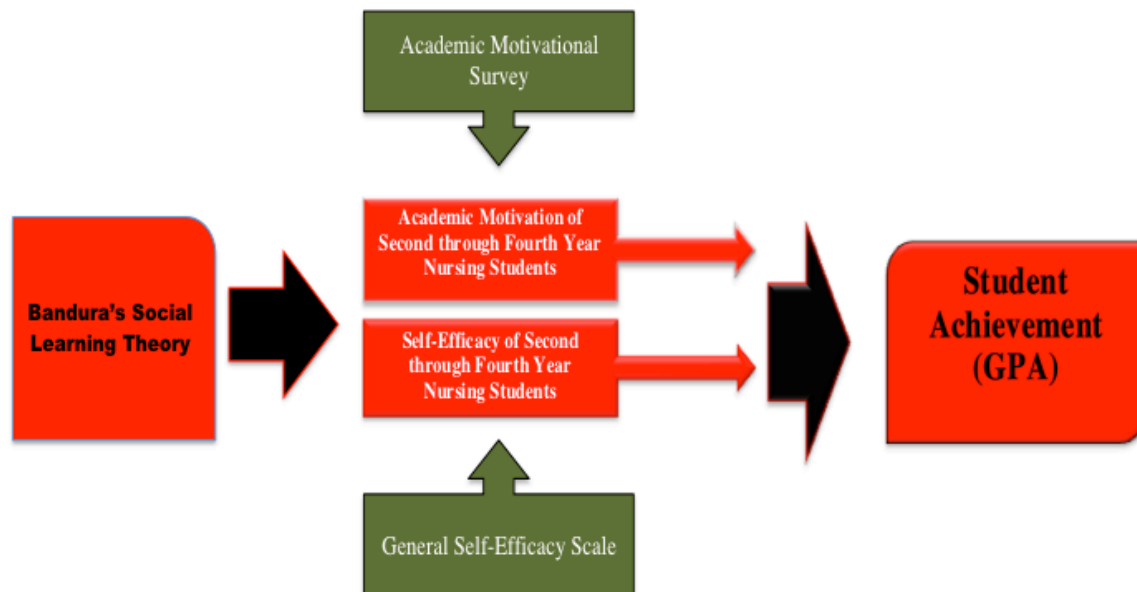 Academic Motivational
Survey
Academic Motivation of
Second through Fourth Year
Nursing Students
Bandura's Social
Learning Theory
Self-Efficacy of Second
through Fourth Year
Nursing Students
Student
Achievement
(GPA)
General Self-Efficacy Scale